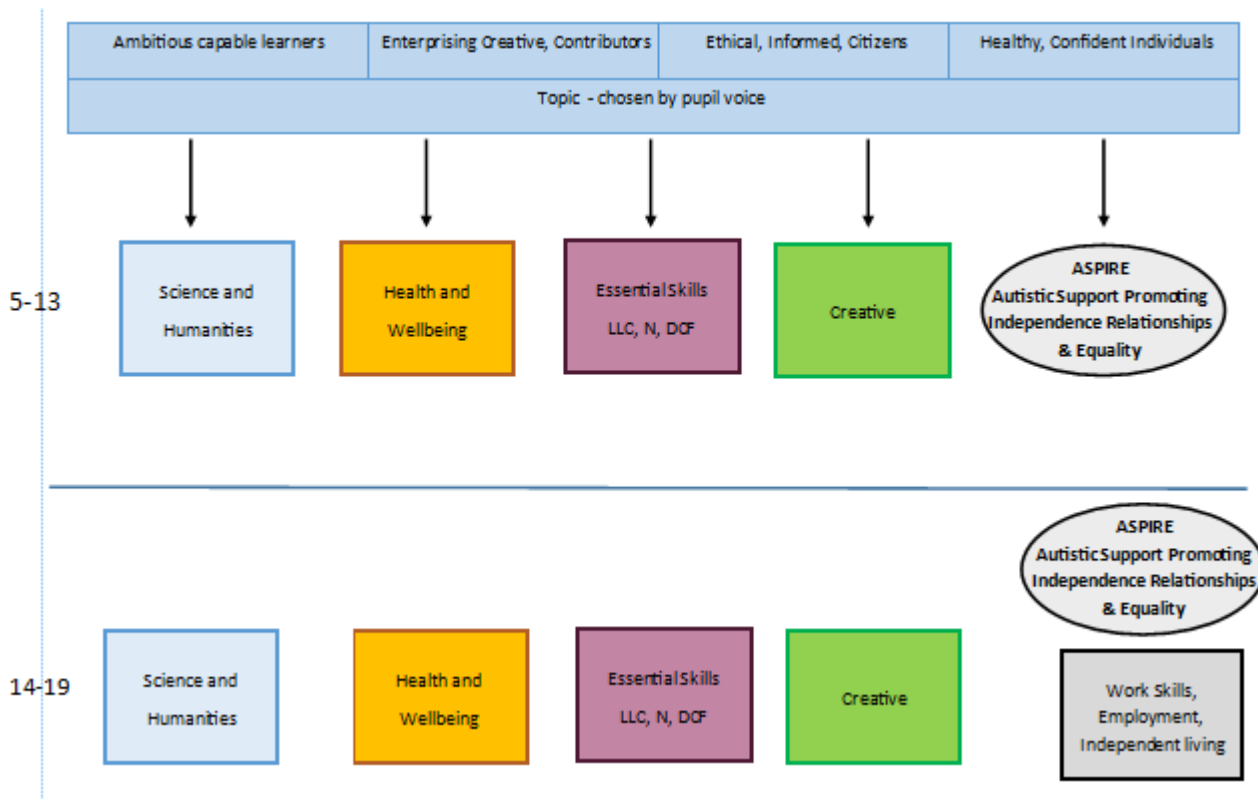 Ambitious capable learners
Enterprising Creative, Contributors
Ethical, Informed, Citizens
Healthy, Confident Individuals
Topic - chosen by pupil voice
5-13
Science and
Humanities
Health and
Wellbeing
Essential Skills
LLC, N, DCF
Creative
ASPIRE
Autistic Support Promoting
Independence Relationships
& Equality
14-19
Science and
Humanities
Health and
Wellbeing
Essential Skills
LLC, N, DCF
Creative
ASPIRE
Autistic Support Promoting
Independence Relationships
& Equality
Work Skills,
Employment,
Independent living